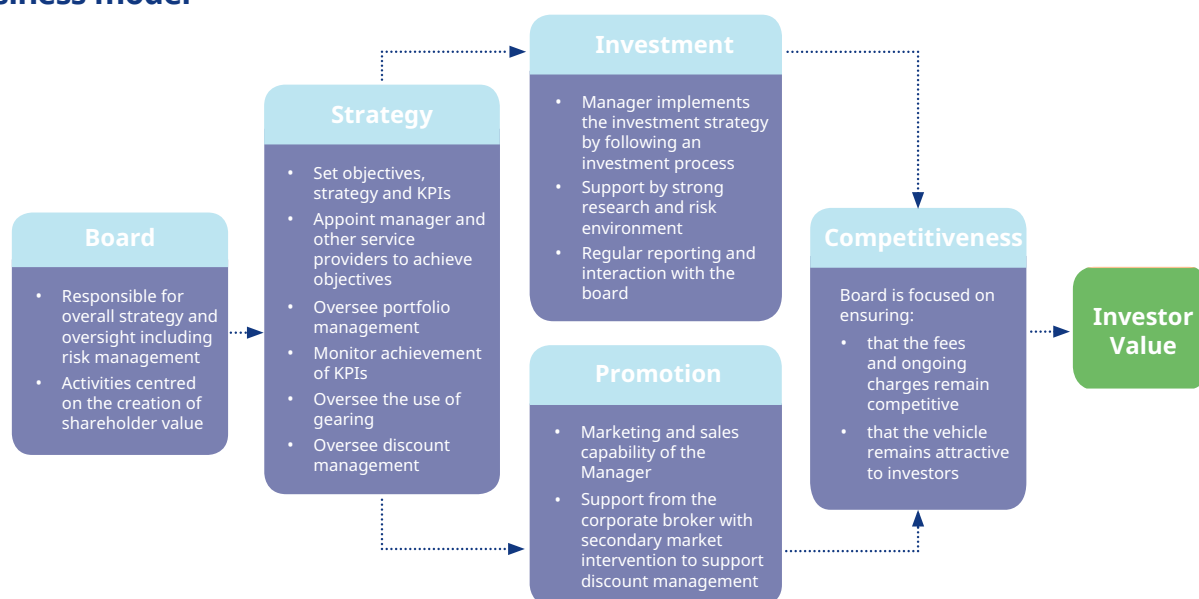 Board
• Responsible for
overall strategy and
oversight including
risk management
• Activities centred
on the creation of
shareholder value
Strategy
• Set objectives,
strategy and KPIs
• Appoint manager and
other service
providers to achieve
objectives
• Oversee portfolio
management
• Monitor achievement
of KPIs
• Oversee the use of
gearing
• Oversee discount
management
Investment
• Manager implements
the investment strategy
by following an
investment process
• Support by strong
research and risk
environment
• Regular reporting and
interaction with the
board
Promotion
• Marketing and sales
capability of the
Manager
• Support from the
corporate broker with
secondary market
intervention to support
discount management
Competitiveness
Board is focused on
ensuring:
• that the fees
and ongoing
charges remain
competitive
• that the vehicle
remains attractive
to investors
Investor
Value